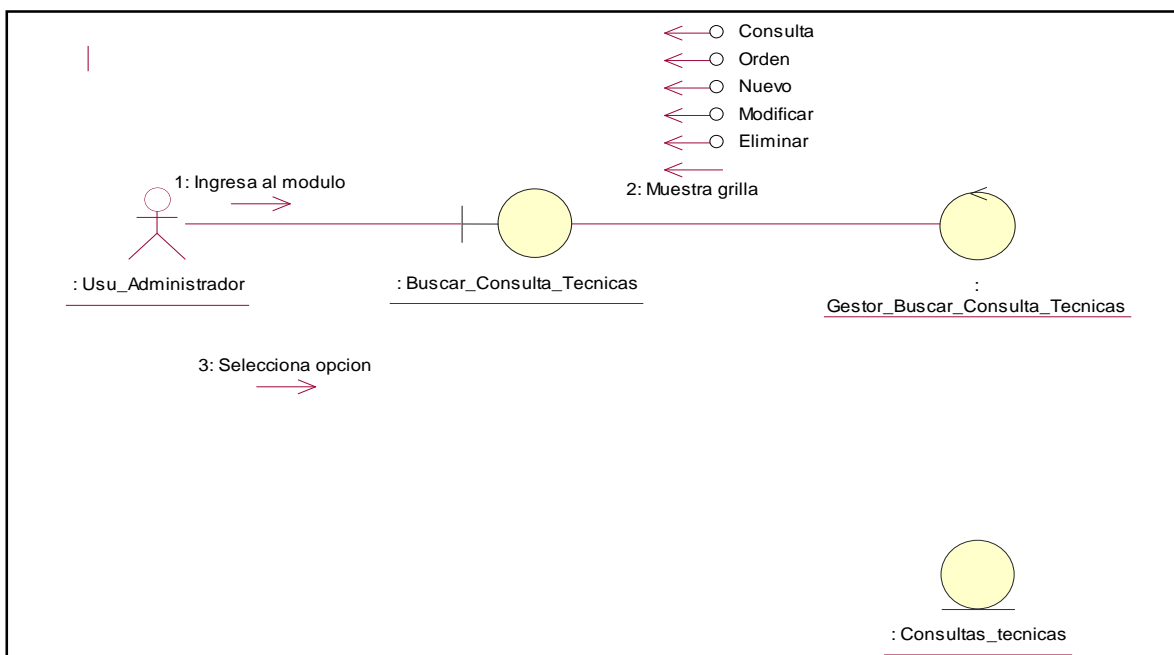 Consulta
Orden
Nuevo
Modificar
Eliminar
1: Ingresa al modulo
2: Muestra grilla
: Usu_Administrador
: Buscar_Consulta_Tecnicas
:
Gestor_Buscar_Consulta_Tecnicas
3: Selecciona opcion
: Consultas_tecnicas